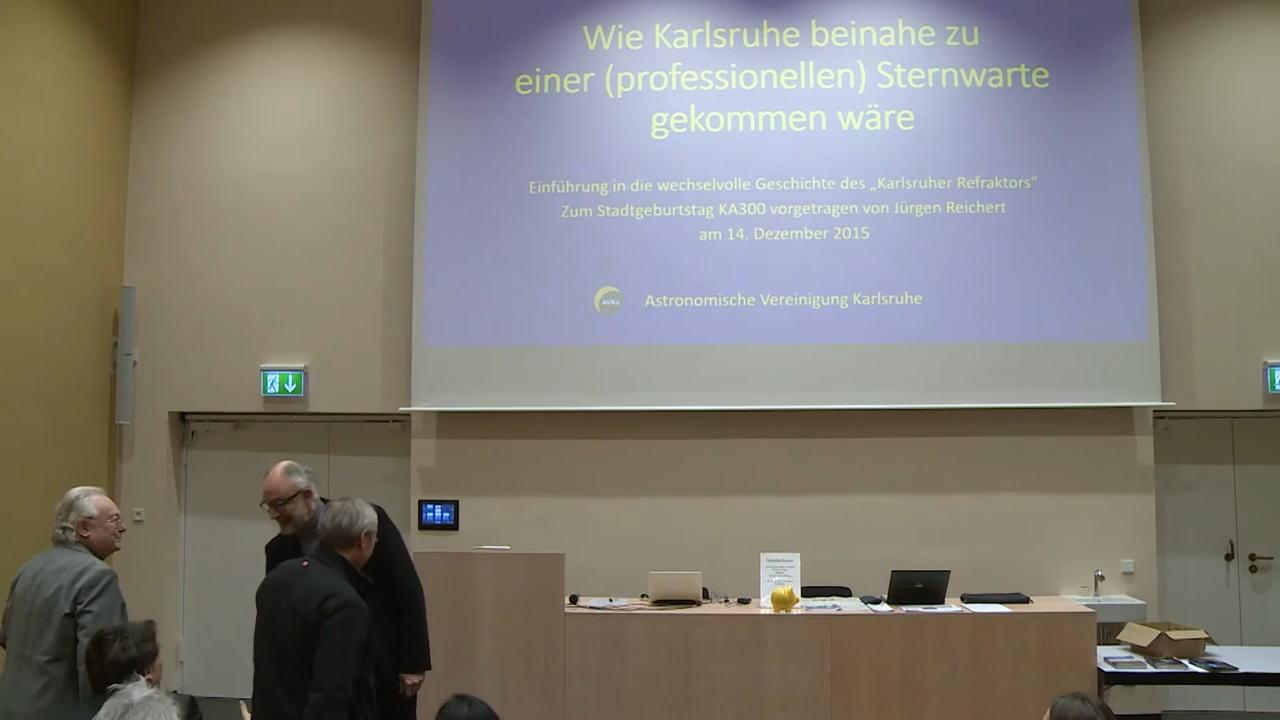 Wie Karlsruhe beinahe zu
einer (professionellen) Sternwarte
gekommen wäre
Einführung in die wechselvolle Geschichte des „Karlsruher Refraktors“
Zum Stadtgeburtstag KA300 vorgetragen von Jürgen Reichert
am 14. Dezember 2015
AVKa
Astronomische Vereinigung Karlsruhe